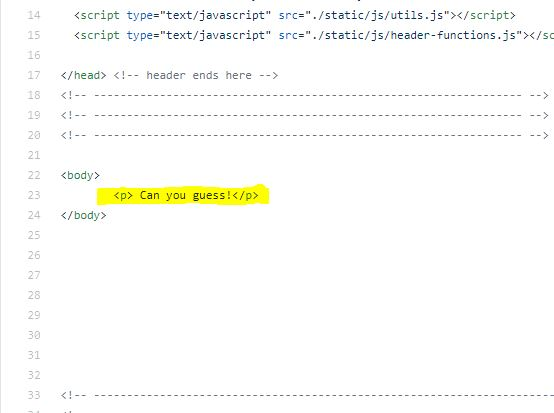 14 <script type="text/javascript" src="./static/js/utils.js"></script>
15 <script type="text/javascript" src="./static/js/header-functions.js"></sc
16
17 </head> <!-- header ends here -->
18 <!-- ----------------------------------------------------------------- -->
19 <!-- ----------------------------------------------------------------- -->
20 <!-- ----------------------------------------------------------------- -->
21
22 <body>
23 <p> Can you guess!</p>
24 </body>
25
26
27
28
29
30
31
32
33 <!-- ----------------------------------------------------------------------